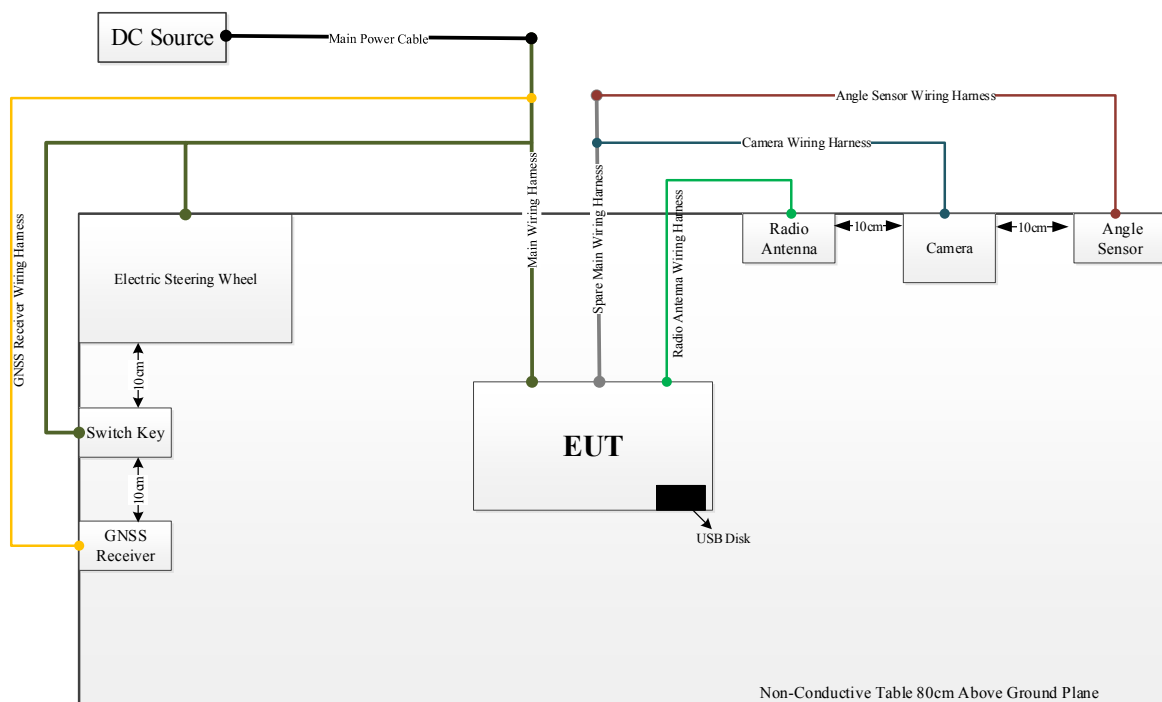 DC Source
Main Power Cable
Angle Sensor Wiring Harness
Camera Wiring Harness
GNSS Receiver Wiring Harness
Main Wiring Harness
Spare Main Wiring Harness
Radio Antenna Wiring Harness
Electric Steering Wheel
Radio
Antenna
10cm
Camera
10cm
Angle
Sensor
10cm
Switch Key
10cm
GNSS
Receiver
EUT
USB Disk
Non-Conductive Table 80cm Above Ground Plane